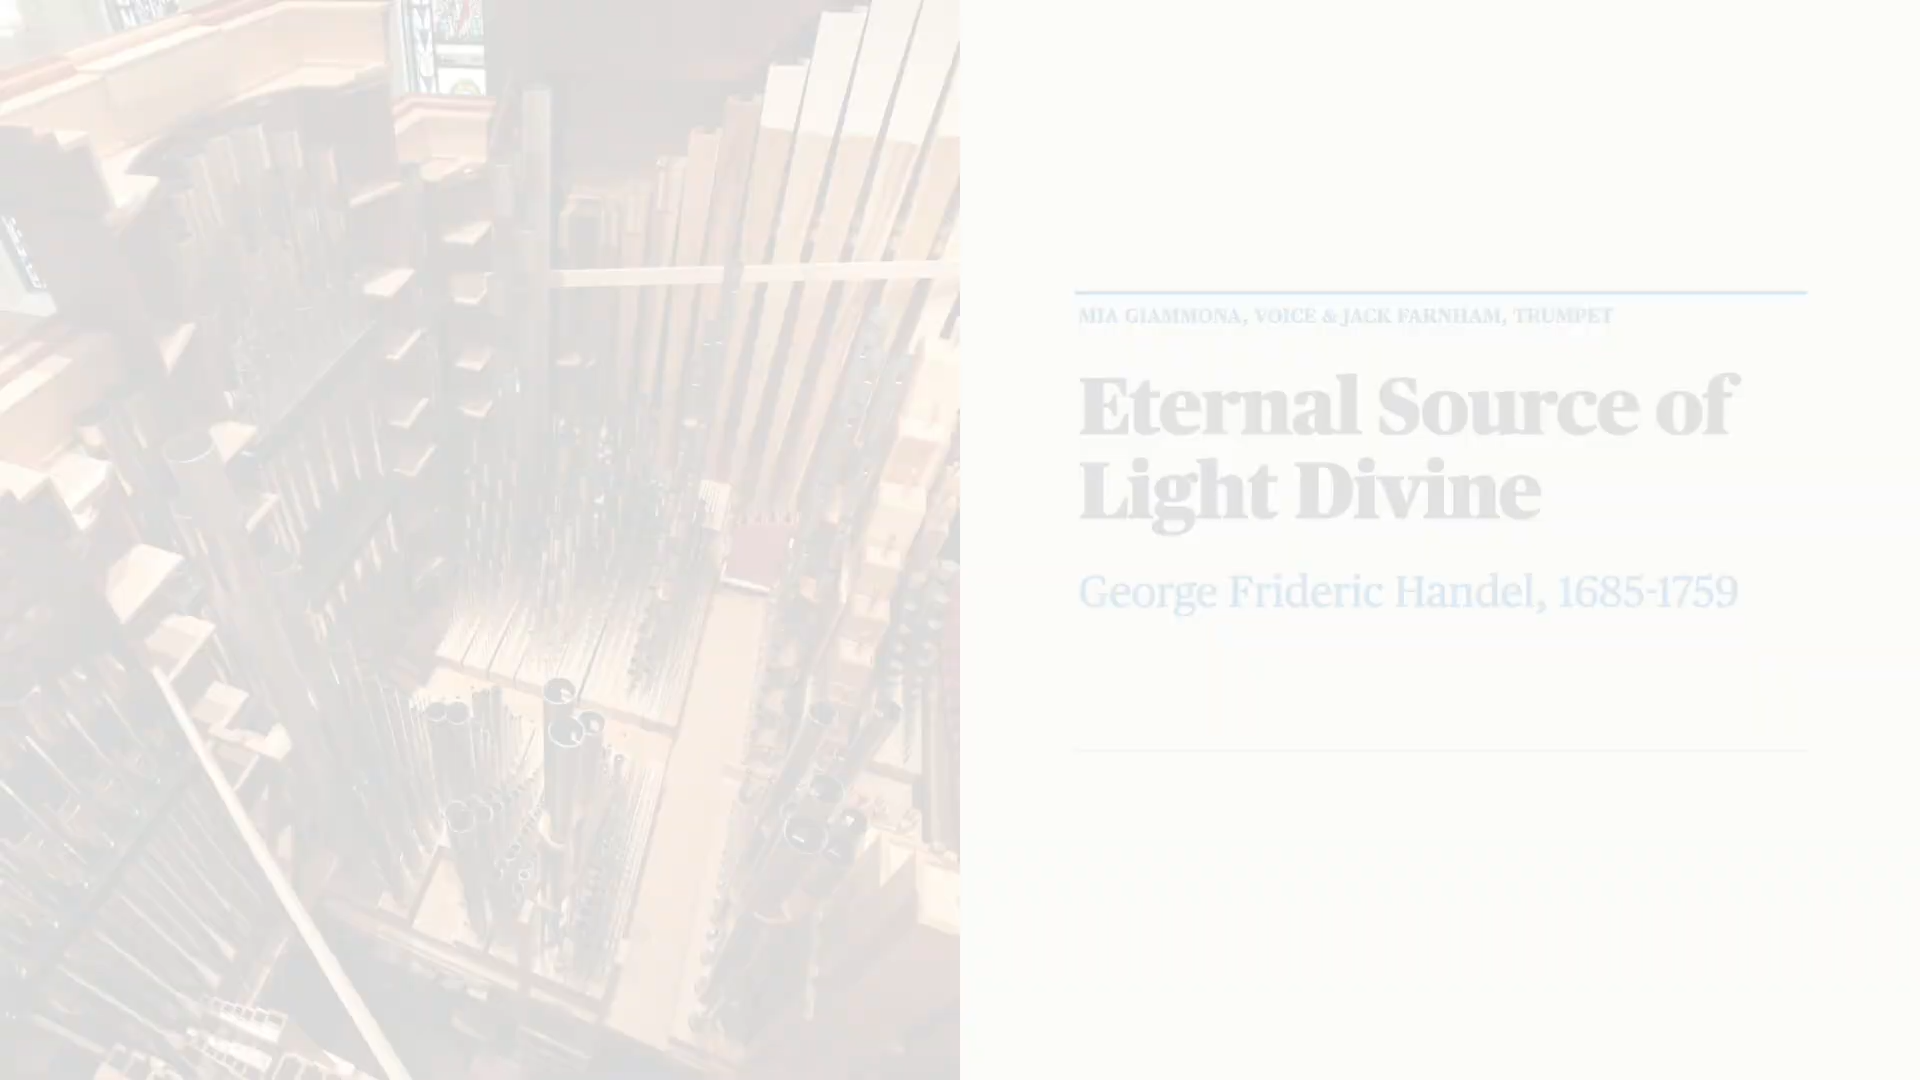 MIA GIAMMONA, VOICE & JACK FARNHAM, TRUMPET
Eternal Source of
Light Divine
George Frideric Handel, 1685-1759